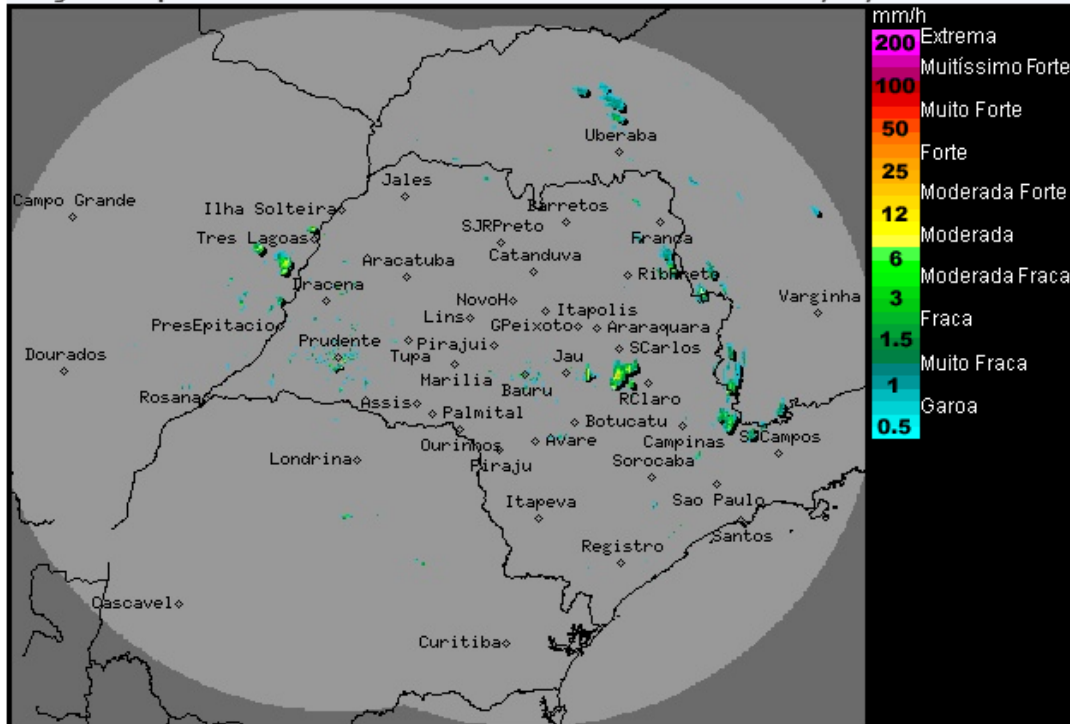 mm/h
200 Extrema
Muitíssimo Forte
100
Muito Forte
50
Forte
25
Moderada Forte
12
Moderada
6
Moderada Fraca
3
Fraca
1.5
Muito Fraca
1
Garoa
0.5
Uberaba
Jales
Campo Grande
Ilha Solteira
Barretos
Tres Lagoas
SJRPreto
Franca
Aracatuba
Catanduva
RibPreto
Dracena
NovoH
Itapolis
Varginha
Lins
GPeixoto
Araraquara
PresEpitacio
Prudente
Pirajui
SCarlos
Dourados
Tupa
Jau
Marilia
Bauru
Rosana
Assis
RClaro
Palmital
Botucatu
Ourinhos
Avare
Campinas
SJCampos
Londrina
Piraju
Sorocaba
Itapeva
Sao Paulo
Santos
Registro
Cascavel
Curitiba